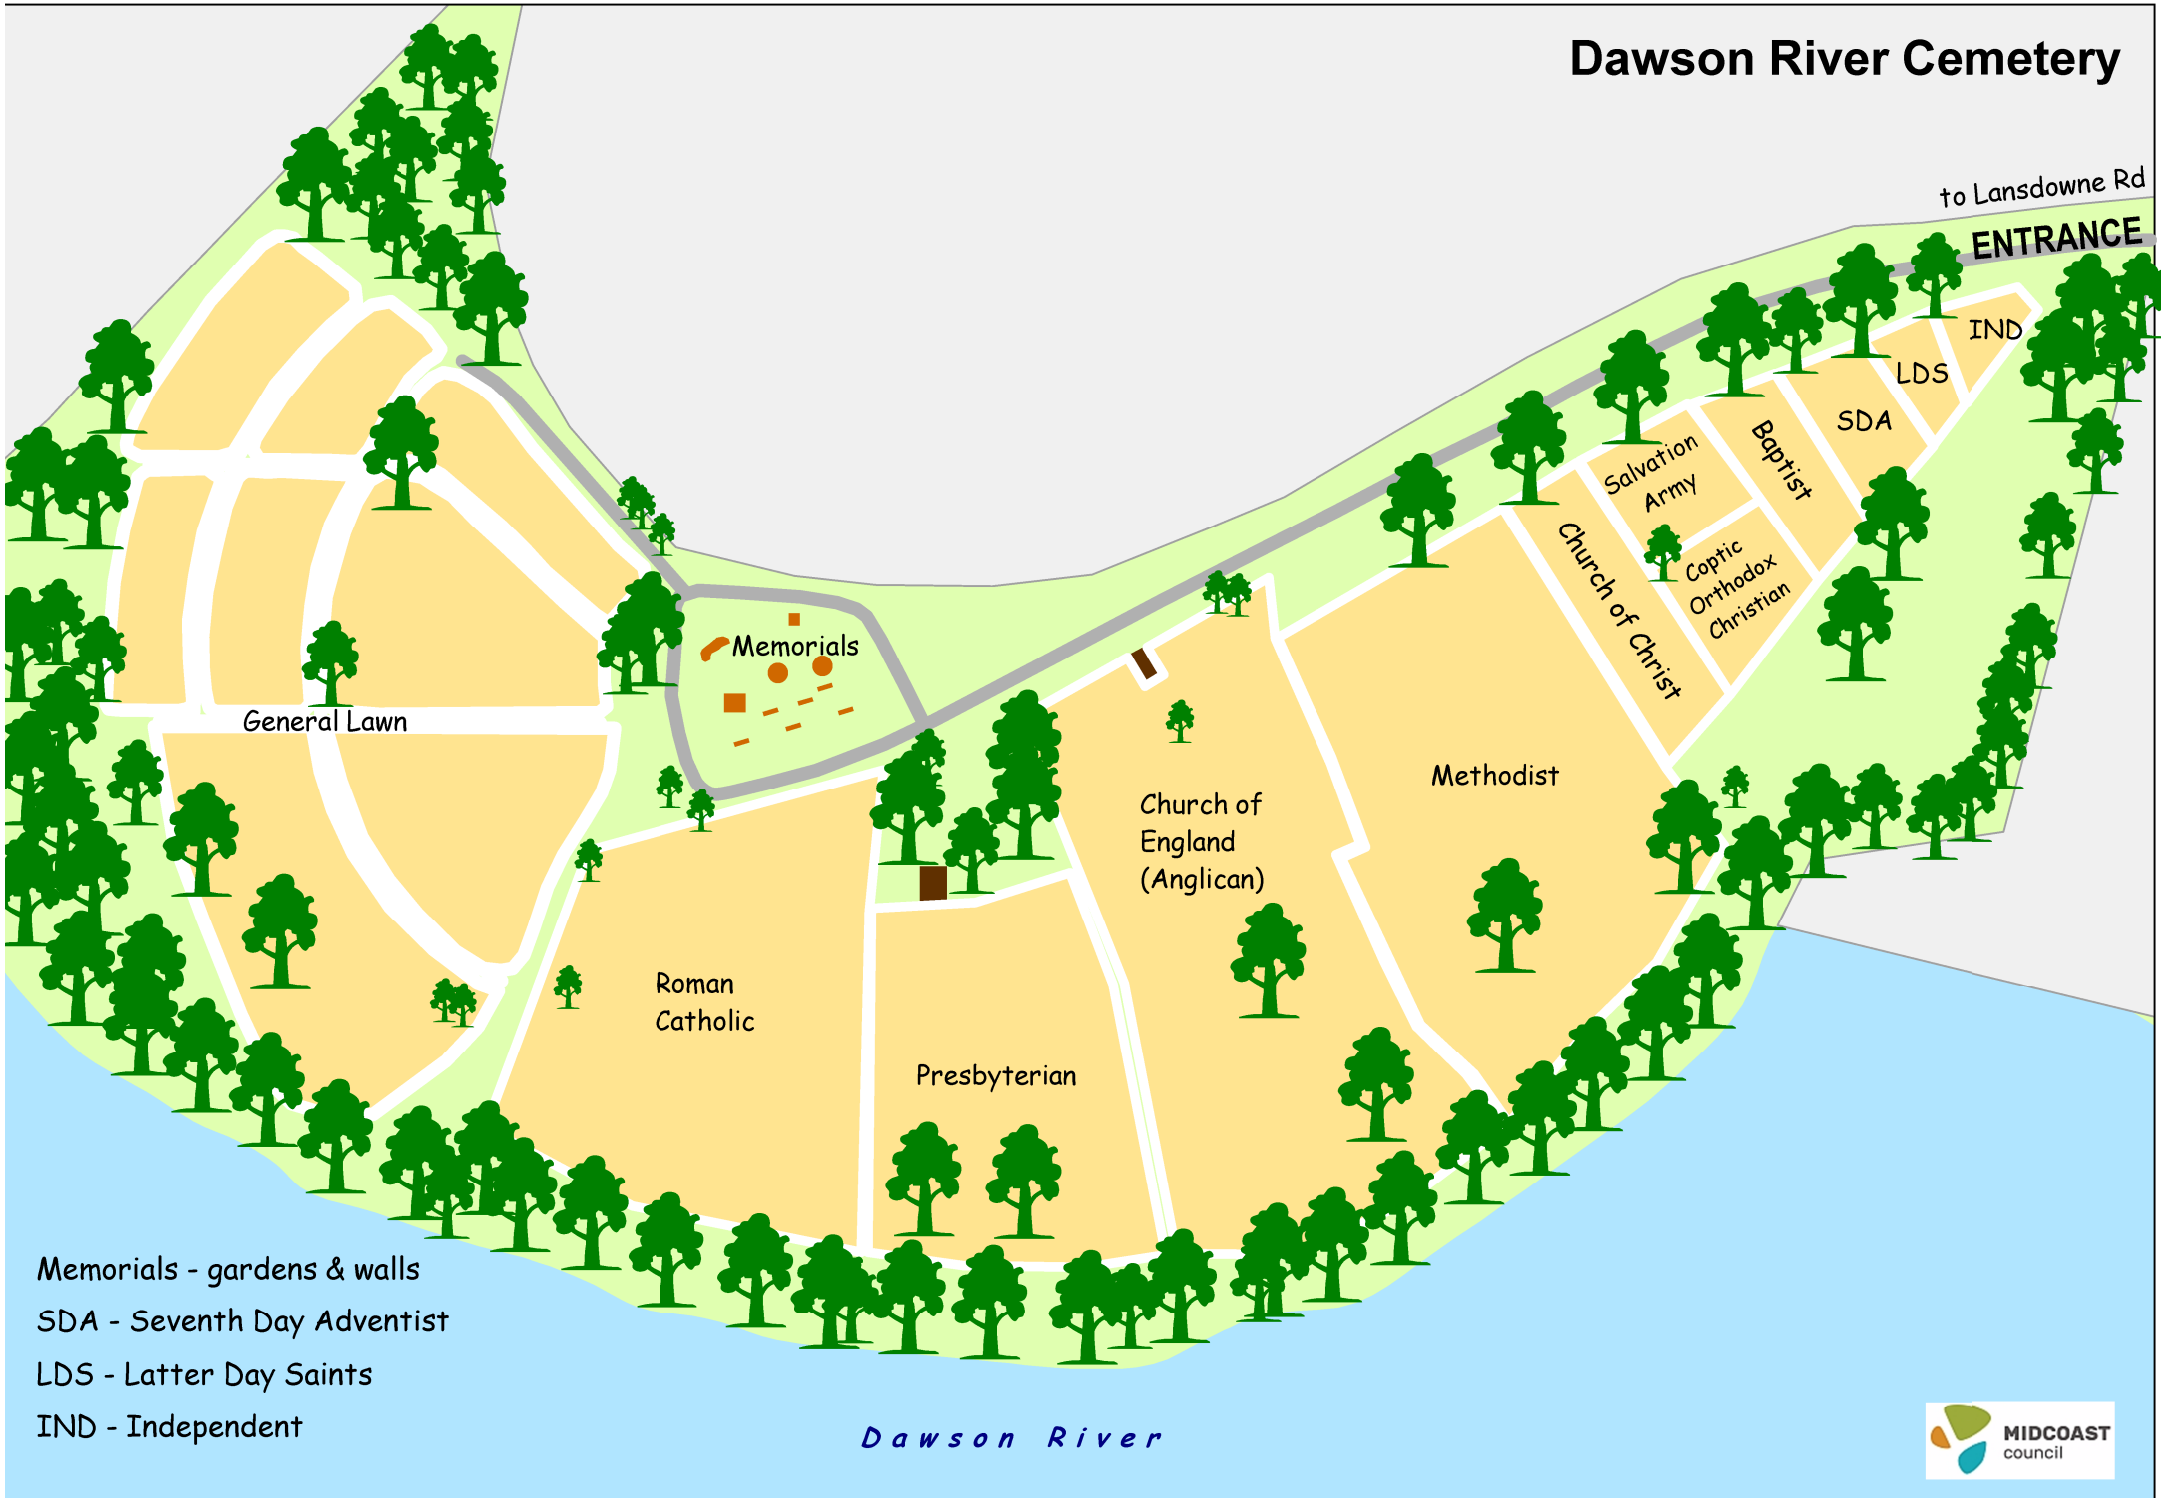 Dawson River Cemetery
to Lansdowne Rd
ENTRANCE
IND
LDS
SDA
Baptist
Salvation
Army
Coptic
Orthodox
Christian
Church of Christ
Memorials
General Lawn
Methodist
Church of
England
(Anglican)
Roman
Catholic
Presbyterian
Memorials - gardens & walls
SDA - Seventh Day Adventist
LDS - Latter Day Saints
IND - Independent
Dawson River
MIDCOAST
council